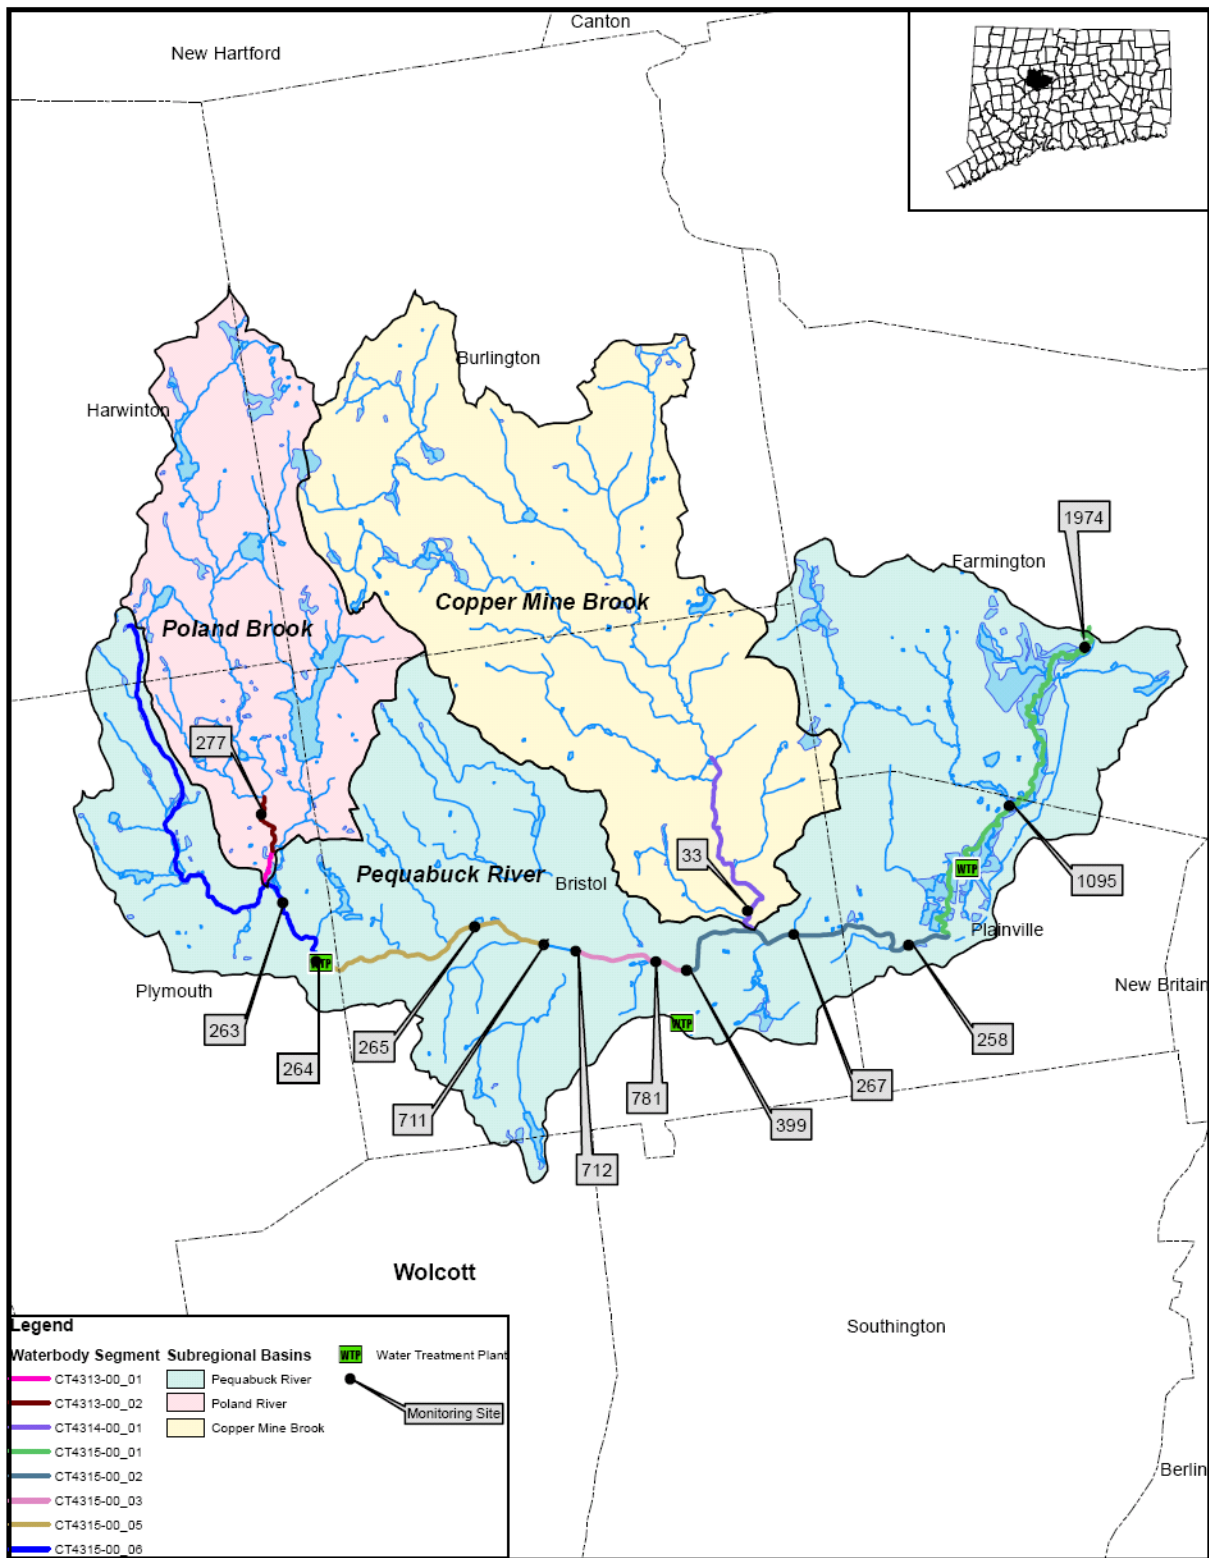 Canton
New Hartford
Burlington
Harwinton
1974
Farmington
Copper Mine Brook
Poland Brook
277
33
Pequabuck River
Bristol
1095
WTP
Plainville
WTP
Plymouth
New Britain
263
265
WTP
258
264
267
781
711
399
712
Wolcott
Southington
Berlin
Legend
Waterbody Segment Subregional Basins WTP Water Treatment Plant
CT4313-00_01 Pequabuck River
CT4313-00_02 Poland River
Monitoring Site
CT4314-00_01 Copper Mine Brook
CT4315-00_01
CT4315-00_02
CT4315-00_03
CT4315-00_05
CT4315-00_06